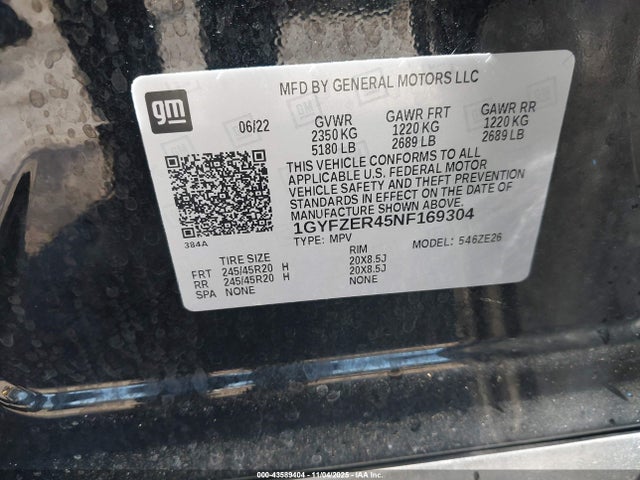 MFD BY GENERAL MOTORS LLC
gm
06/22
GVWR GAWR FRT GAWR RR
2350 KG 1220 KG 1220 KG
5180 LB 2689 LB 2689 LB
THIS VEHICLE CONFORMS TO ALL
APPLICABLE U.S. FEDERAL MOTOR
VEHICLE SAFETY AND THEFT PREVENTION
STANDARDS IN EFFECT ON THE DATE OF
MANUFACTURE SHOWN ABOVE.
1GYFZER45NF169304
384A
TYPE: MPV MODEL: 546ZE26
TIRE SIZE RIM
FRT 245/45R20 H 20X8.5J
RR 245/45R20 H 20X8.5J
SPA NONE NONE
000-43589404 - 11/04/2025 - IAAI